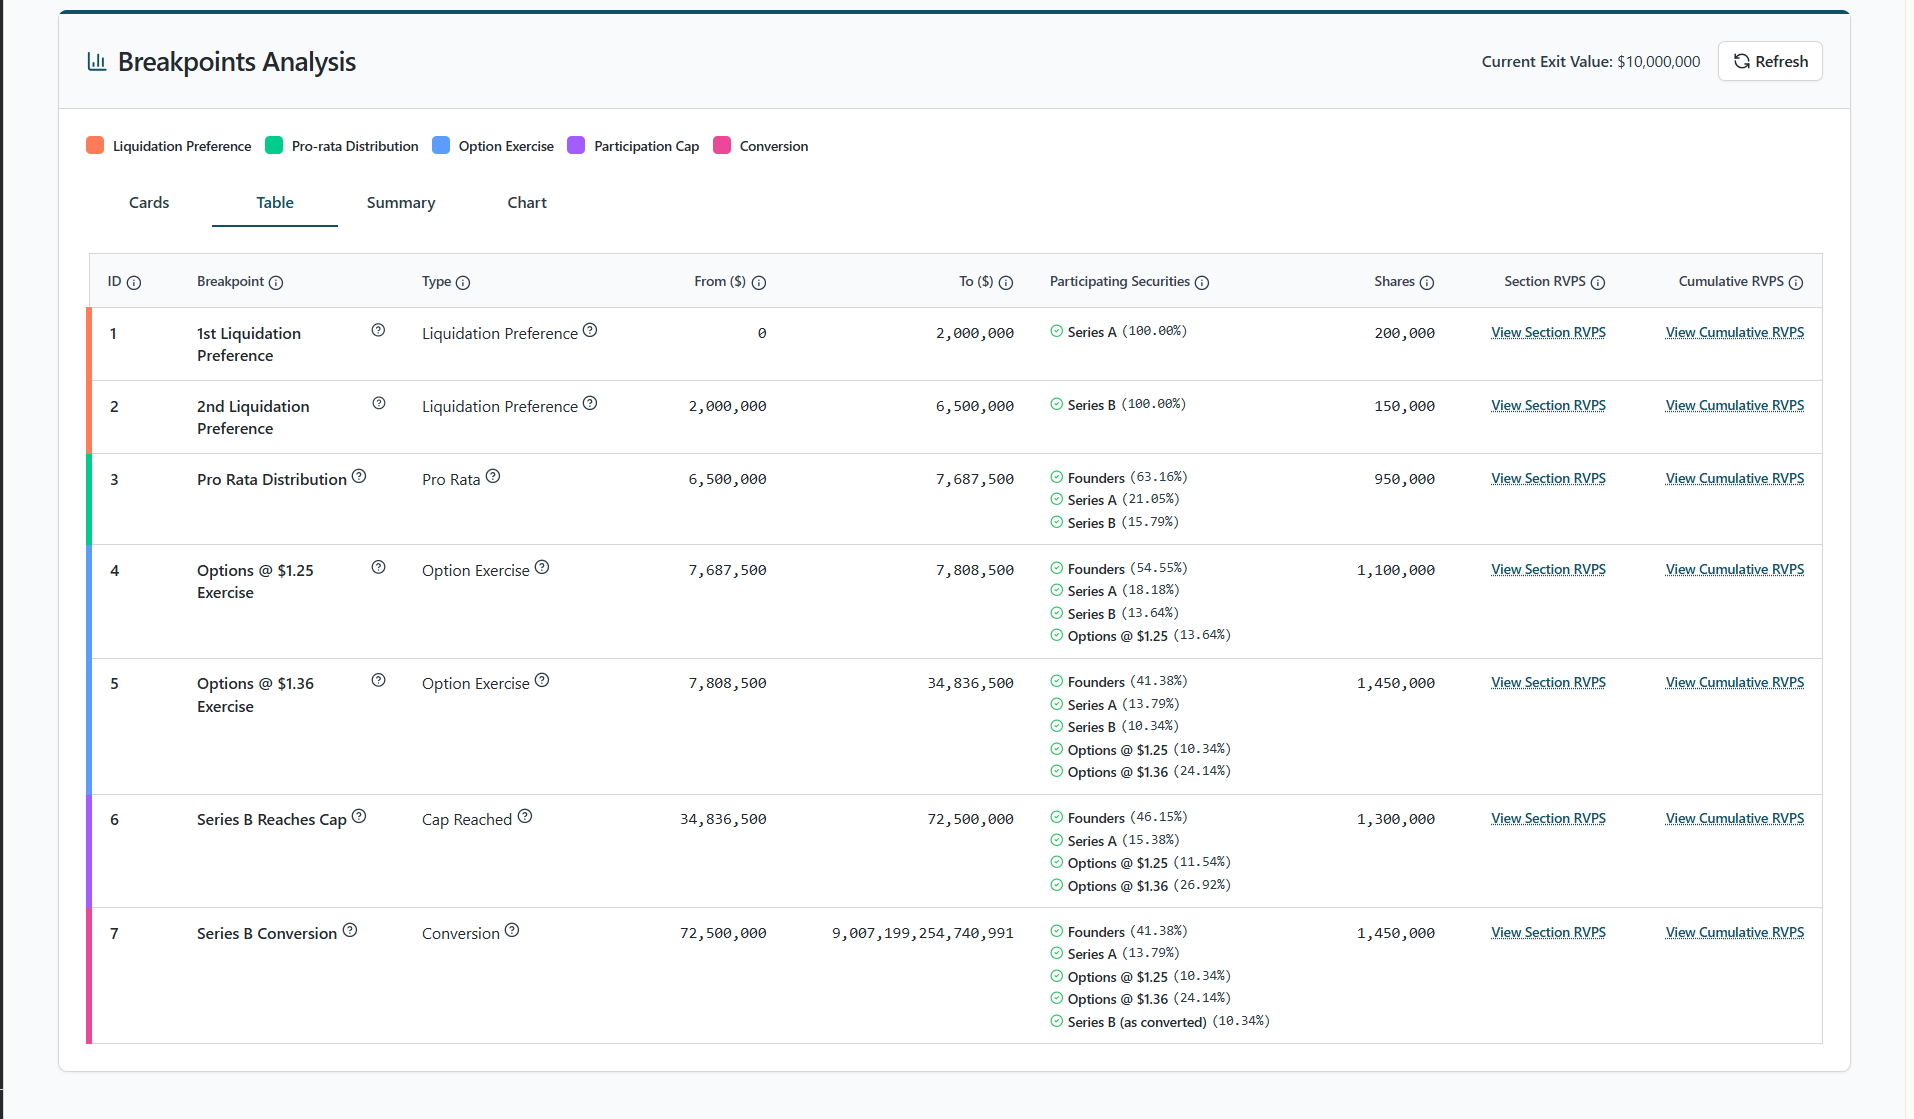 Breakpoints Analysis
Current Exit Value: $10,000,000
Refresh
Liquidation Preference
Pro-rata Distribution
Option Exercise
Participation Cap
Conversion
Cards
Table
Summary
Chart
ID Breakpoint Type From ($) To ($) Participating Securities Shares Section RVPS Cumulative RVPS
1 1st Liquidation Liquidation Preference 0 2,000,000 Series A (100.00%) 200,000 View Section RVPS View Cumulative RVPS
Preference
2 2nd Liquidation Liquidation Preference 2,000,000 6,500,000 Series B (100.00%) 150,000 View Section RVPS View Cumulative RVPS
Preference
3 Pro Rata Distribution Pro Rata 6,500,000 7,687,500 Founders (63.16%) 950,000 View Section RVPS View Cumulative RVPS
Series A (21.05%)
Series B (15.79%)
4 Options @ $1.25 Option Exercise 7,687,500 7,808,500 Founders (54.55%) 1,100,000 View Section RVPS View Cumulative RVPS
Exercise Series A (18.18%)
Series B (13.64%)
Options @ $1.25 (13.64%)
5 Options @ $1.36 Option Exercise 7,808,500 34,836,500 Founders (41.38%) 1,450,000 View Section RVPS View Cumulative RVPS
Exercise Series A (13.79%)
Series B (10.34%)
Options @ $1.25 (10.34%)
Options @ $1.36 (24.14%)
6 Series B Reaches Cap Cap Reached 34,836,500 72,500,000 Founders (46.15%) 1,300,000 View Section RVPS View Cumulative RVPS
Series A (15.38%)
Options @ $1.25 (11.54%)
Options @ $1.36 (26.92%)
7 Series B Conversion Conversion 72,500,000 9,007,199,254,740,991 Founders (41.38%) 1,450,000 View Section RVPS View Cumulative RVPS
Series A (13.79%)
Options @ $1.25 (10.34%)
Options @ $1.36 (24.14%)
Series B (as converted) (10.34%)